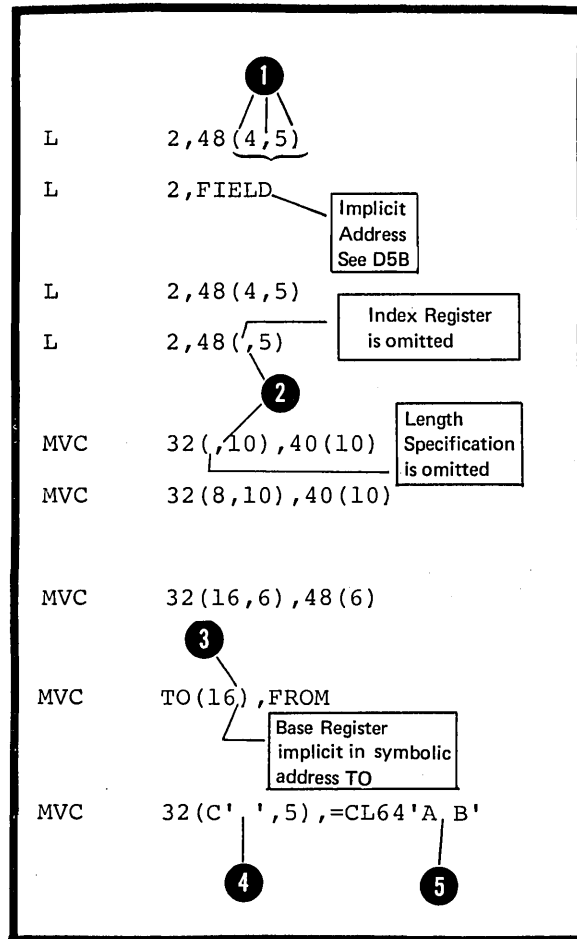 1
L 2,48(4,5)
L 2,FIELD
Implicit
Address
See D5B
L 2,48(4,5)
L 2,48(,5)
Index Register
is omitted
2
MVC 32(,10),40(10)
Length
Specification
is omitted
MVC 32(8,10),40(10)
MVC 32(16,6),48(6)
3
MVC TO(16),FROM
Base Register
implicit in symbolic
address TO
MVC 32(C' ',5),=CL64'A B'
4
5